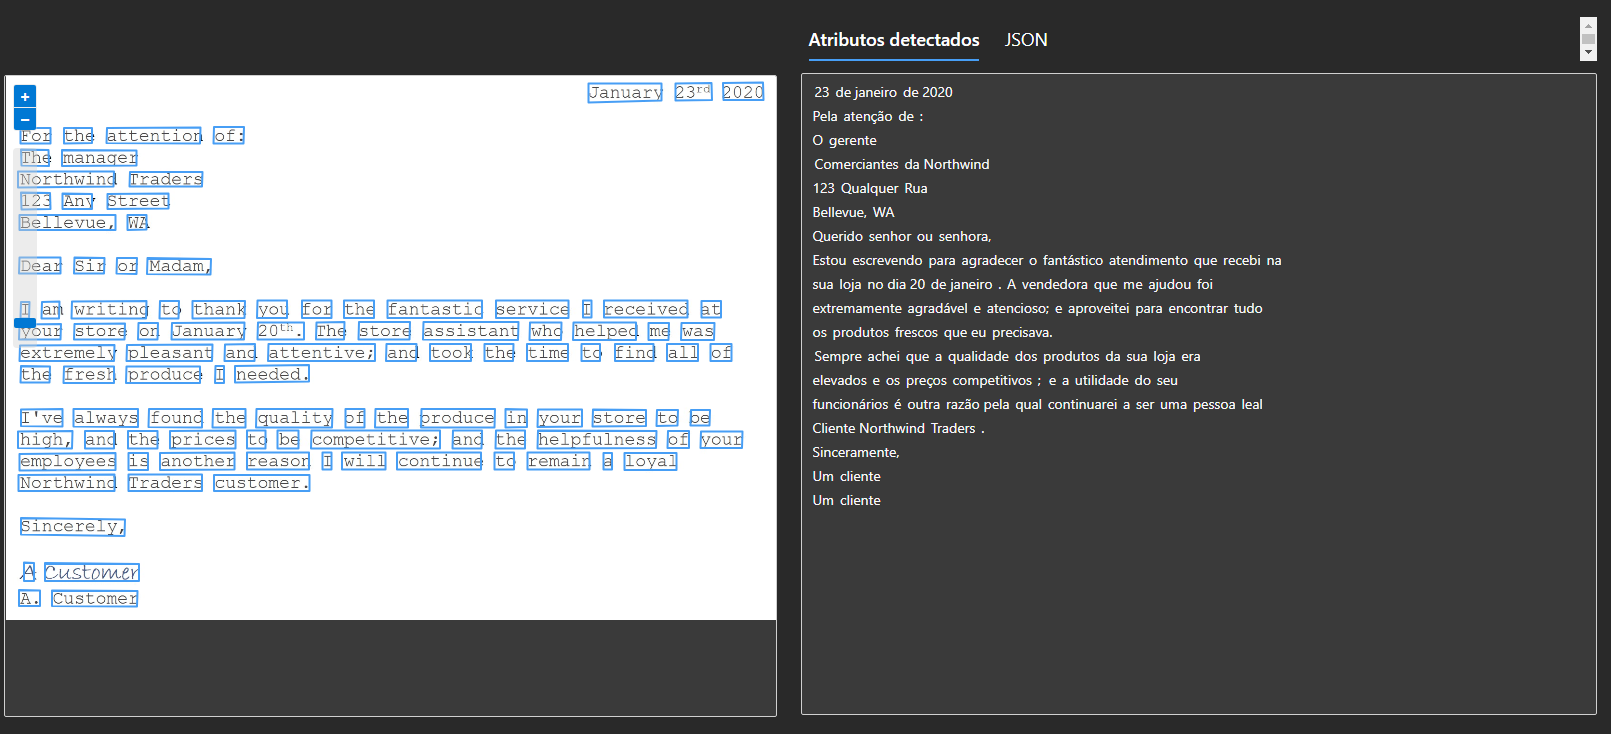 Atributos detectados JSON
+
−
January 23rd 2020
For the attention of:
The manager
Northwind Traders
123 Any Street
Bellevue, WA
Dear Sir or Madam,
I am writing to thank you for the fantastic service I received at
your store on January 20th. The store assistant who helped me was
extremely pleasant and attentive; and took the time to find all of
the fresh produce I needed.
I've always found the quality of the produce in your store to be
high, and the prices to be competitive; and the helpfulness of your
employees is another reason I will continue to remain a loyal
Northwind Traders customer.
Sincerely,
A Customer
A. Customer
23 de janeiro de 2020
Pela atenção de :
O gerente
Comerciantes da Northwind
123 Qualquer Rua
Bellevue, WA
Querido senhor ou senhora,
Estou escrevendo para agradecer o fantástico atendimento que recebi na
sua loja no dia 20 de janeiro . A vendedora que me ajudou foi
extremamente agradável e atencioso; e aproveitei para encontrar tudo
os produtos frescos que eu precisava.
Sempre achei que a qualidade dos produtos da sua loja era
elevados e os preços competitivos ; e a utilidade do seu
funcionários é outra razão pela qual continuarei a ser uma pessoa leal
Cliente Northwind Traders .
Sinceramente,
Um cliente
Um cliente